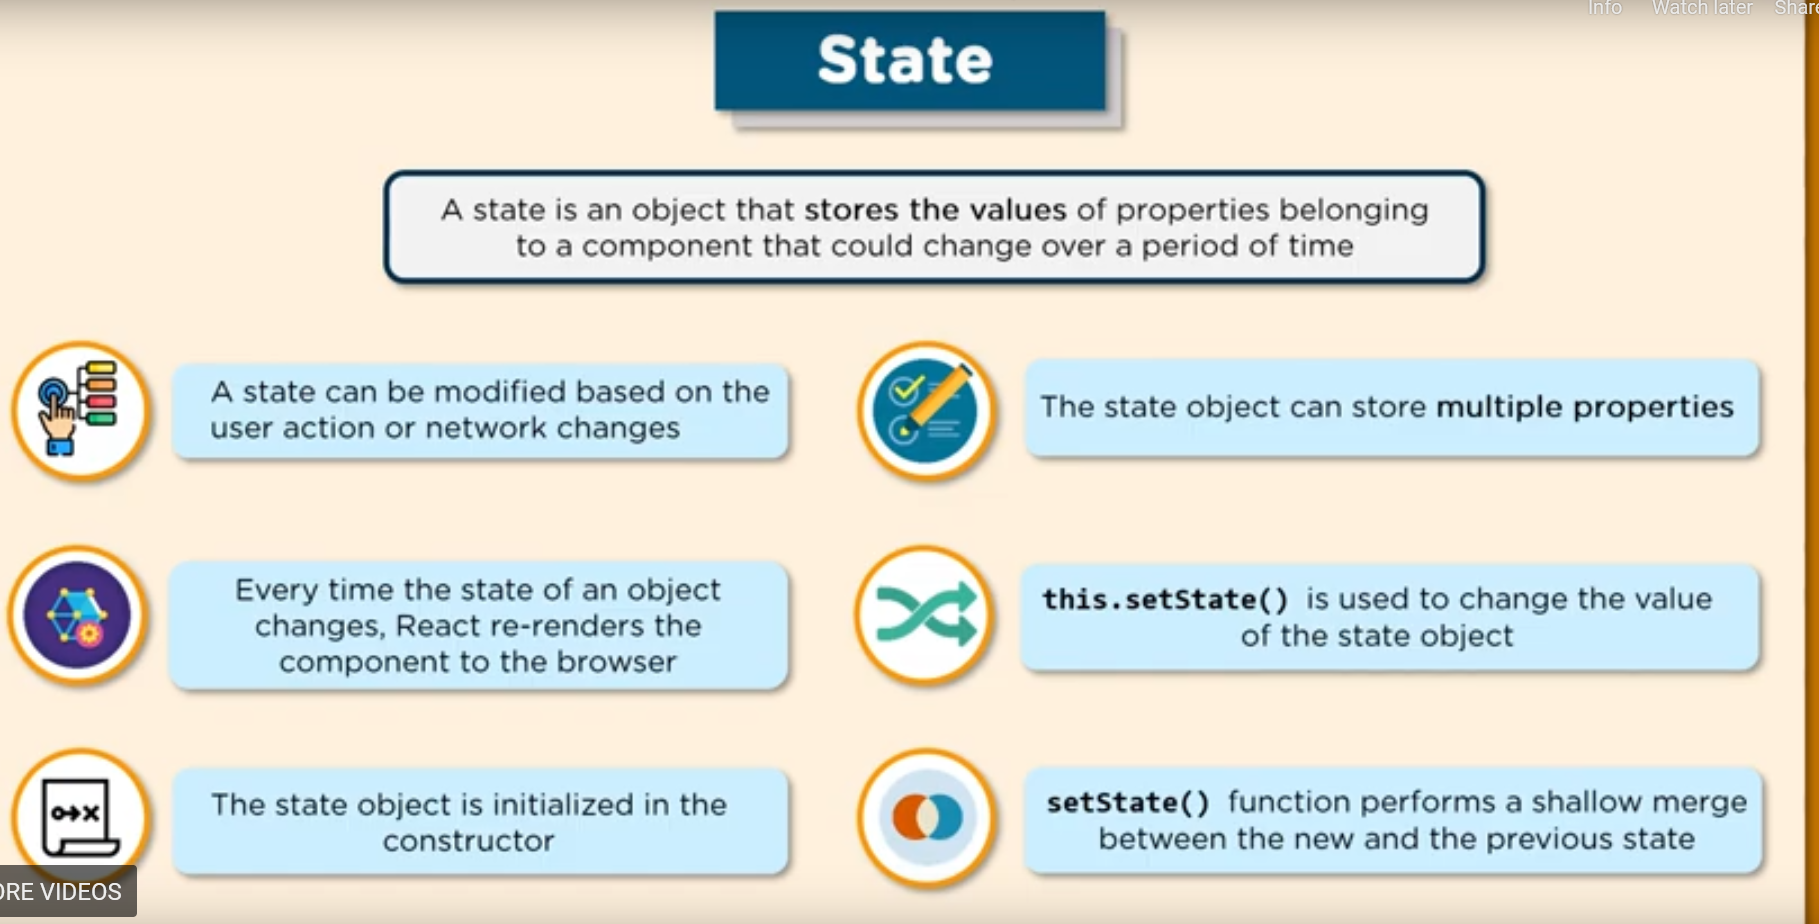 Info Watch later Share
State
A state is an object that stores the values of properties belonging
to a component that could change over a period of time
A state can be modified based on the
user action or network changes
The state object can store multiple properties
Every time the state of an object
changes, React re-renders the
component to the browser
this.setState() is used to change the value
of the state object
The state object is initialized in the
constructor
setState() function performs a shallow merge
between the new and the previous state
ORE VIDEOS